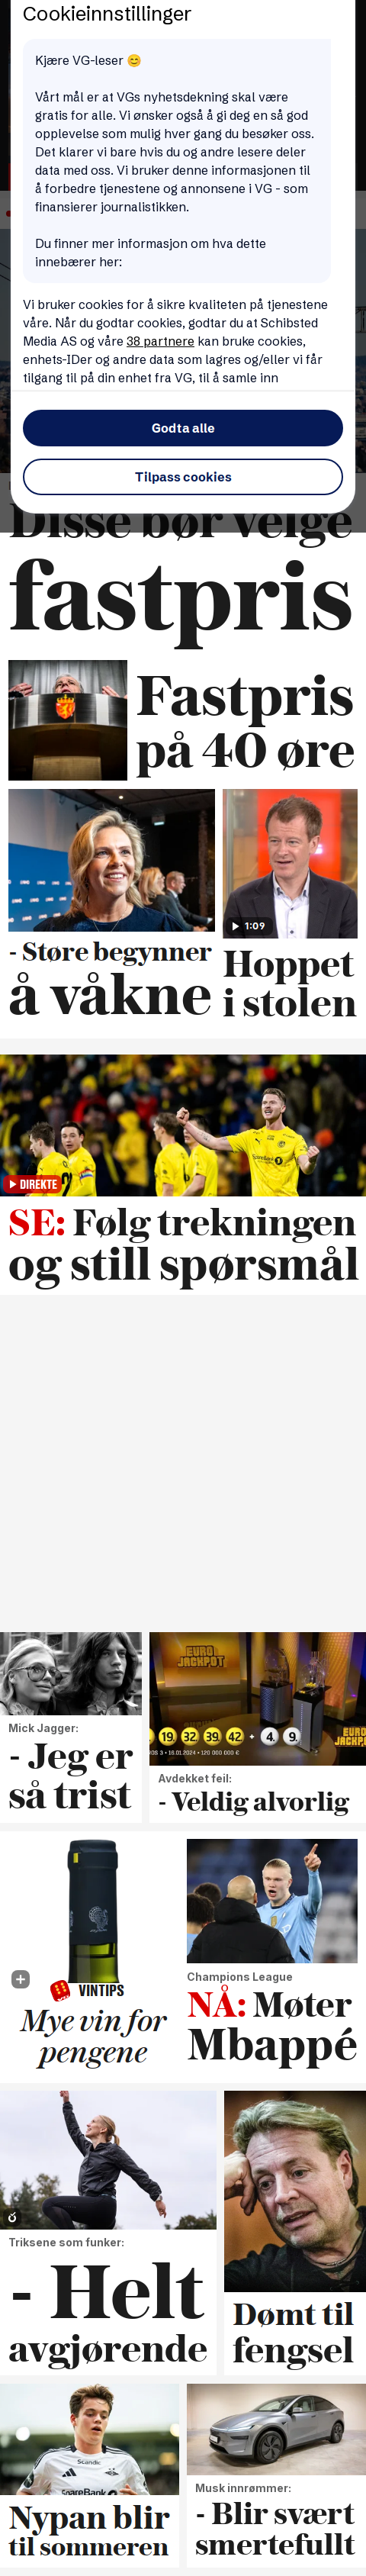 Cookieinnstillinger
Kjære VG-leser 😊
Vårt mål er at VGs nyhetsdekning skal være
gratis for alle. Vi ønsker også å gi deg en så god
opplevelse som mulig hver gang du besøker oss.
Det klarer vi bare hvis du og andre lesere deler
data med oss. Vi bruker denne informasjonen til
å forbedre tjenestene og annonsene i VG - som
finansierer journalistikken.
Du finner mer informasjon om hva dette
innebærer her:
Vi bruker cookies for å sikre kvaliteten på tjenestene
våre. Når du godtar cookies, godtar du at Schibsted
Media AS og våre 38 partnere kan bruke cookies,
enhets-IDer og andre data som lagres og/eller vi får
tilgang til på din enhet fra VG, til å samle inn
Godta alle
Tilpass cookies
Disse bør velge
fastpris
Fastpris
på 40 øre
1:09
- Støre begynner
å våkne
Hoppet
i stolen
DIREKTE
SE: Følg trekningen
og still spørsmål
EURO
JACKPOT
19 32 39 42 + 4. 9.
Mick Jagger:
- Jeg er
så trist
Avdekket feil:
- Veldig alvorlig
VINTIPS
Mye vin for
pengene
Champions League
NÅ: Møter
Mbappé
Triksene som funker:
- Helt
avgjørende
Dømt til
fengsel
Scandic
SpareBank
Nypan blir
til sommeren
Musk innrømmer:
- Blir svært
smertefullt